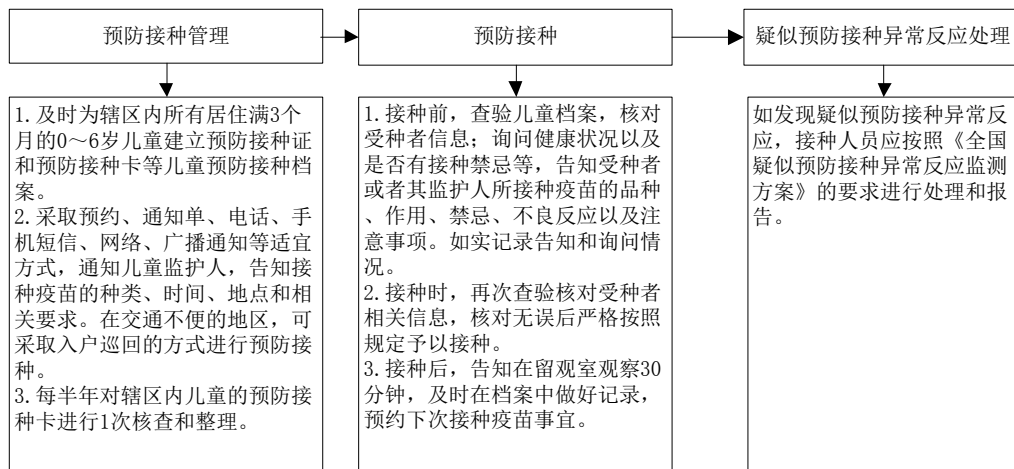 预防接种管理
预防接种
疑似预防接种异常反应处理
1.及时为辖区内所有居住满3个
月的0～6岁儿童建立预防接种证
和预防接种卡等儿童预防接种档
案。
2.采取预约、通知单、电话、手
机短信、网络、广播通知等适宜
方式，通知儿童监护人，告知接
种疫苗的种类、时间、地点和相
关要求。在交通不便的地区，可
采取入户巡回的方式进行预防接
种。
3.每半年对辖区内儿童的预防接
种卡进行1次核查和整理。
1.接种前，查验儿童档案，核对
受种者信息；询问健康状况以及
是否有接种禁忌等，告知受种者
或者其监护人所接种疫苗的品种
、作用、禁忌、不良反应以及注
意事项。如实记录告知和询问情
况。
2.接种时，再次查验核对受种者
相关信息，核对无误后严格按照
规定予以接种。
3.接种后，告知在留观室观察30
分钟，及时在档案中做好记录，
预约下次接种疫苗事宜。
如发现疑似预防接种异常反
应，接种人员应按照《全国
疑似预防接种异常反应监测
方案》的要求进行处理和报
告。